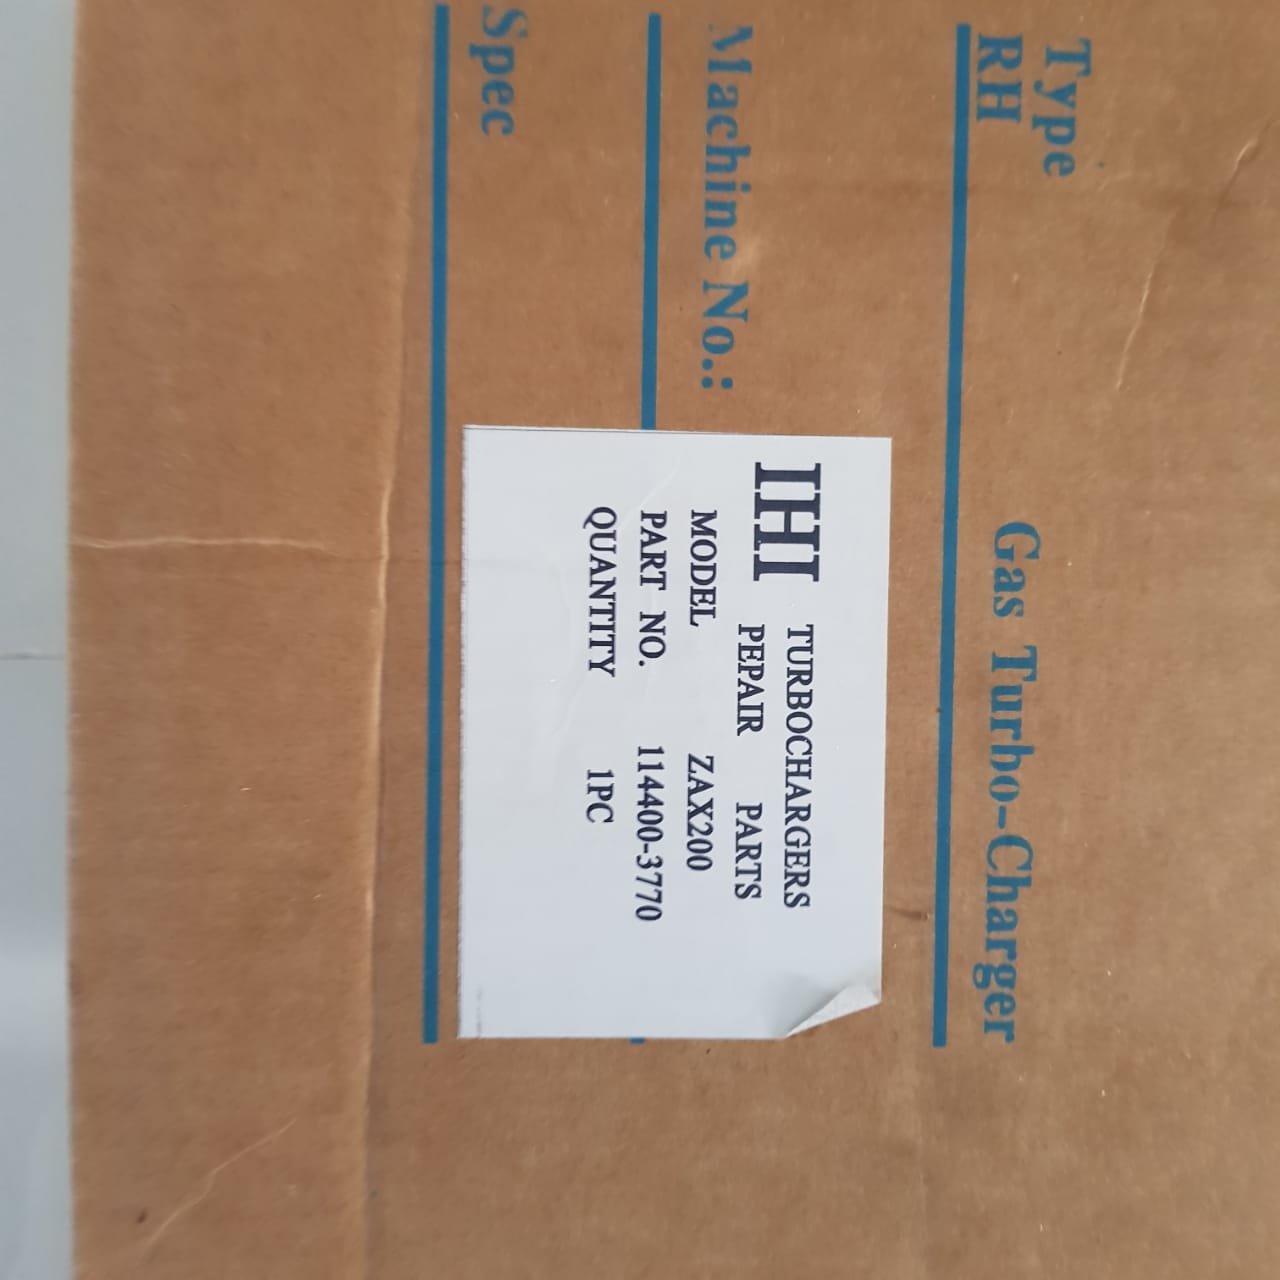 Type
RH
Gas Turbo-Charger
Machine No.:
Spec
IHI TURBOCHARGERS
PEPAIR PARTS
MODEL ZAX200
PART NO. 114400-3770
QUANTITY 1PC